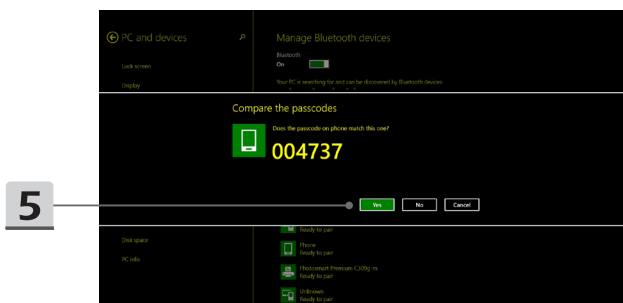 PC and devices
Manage Bluetooth devices
Bluetooth
On
Lock screen
Your PC is searching for and can be discovered by Bluetooth devices
Display
Compare the passcodes
Does the passcode on phone match this one?
004737
5
Yes
No
Cancel
Ready to pair
Disk space
Phone
Ready to pair
PC info
Photosmart Premium C309g-m
Ready to pair
Unknown
Ready to pair